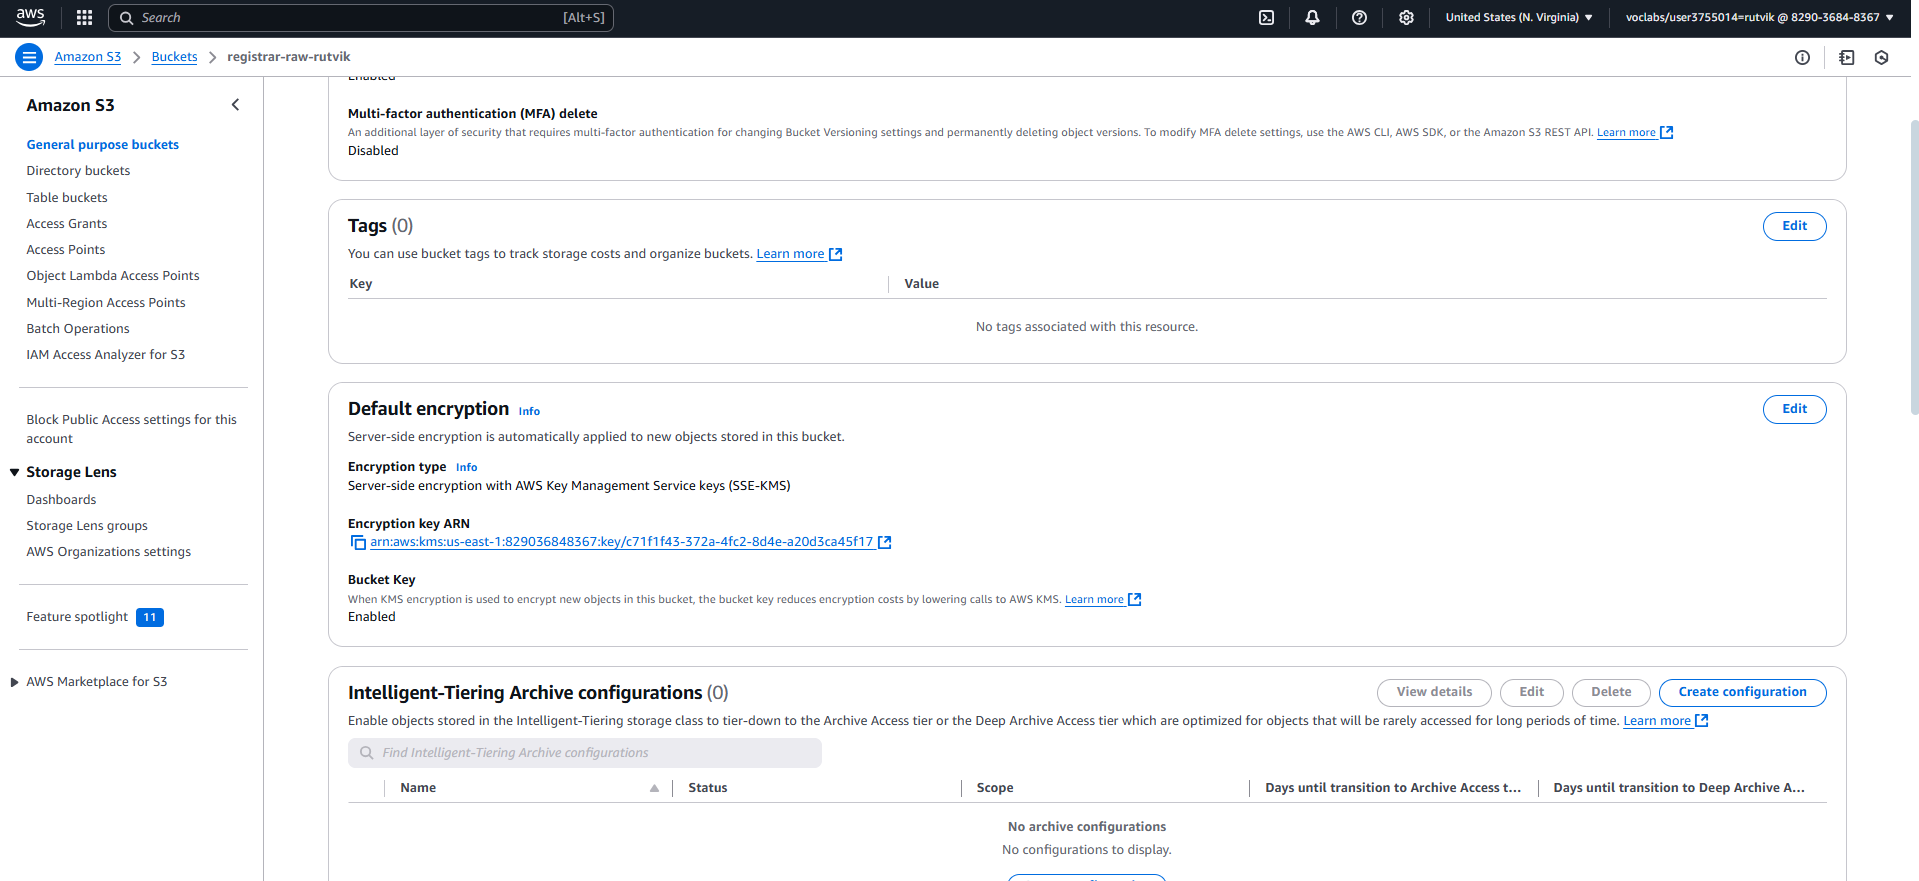 aws
Search [Alt+S]
United States (N. Virginia) ▼
voclabs/user3755014=rutvik @ 8290-3684-8367 ▼
Amazon S3 > Buckets > registrar-raw-rutvik
Amazon S3
General purpose buckets
Directory buckets
Table buckets
Access Grants
Access Points
Object Lambda Access Points
Multi-Region Access Points
Batch Operations
IAM Access Analyzer for S3
Block Public Access settings for this
account
Storage Lens
Dashboards
Storage Lens groups
AWS Organizations settings
Feature spotlight 11
AWS Marketplace for S3
Enabled
Multi-factor authentication (MFA) delete
An additional layer of security that requires multi-factor authentication for changing Bucket Versioning settings and permanently deleting object versions. To modify MFA delete settings, use the AWS CLI, AWS SDK, or the Amazon S3 REST API. Learn more
Disabled
Tags (0)
Edit
You can use bucket tags to track storage costs and organize buckets. Learn more
Key Value
No tags associated with this resource.
Default encryption Info
Edit
Server-side encryption is automatically applied to new objects stored in this bucket.
Encryption type Info
Server-side encryption with AWS Key Management Service keys (SSE-KMS)
Encryption key ARN
arn:aws:kms:us-east-1:829036848367:key/c71f1f43-372a-4fc2-8d4e-a20d3ca45f17
Bucket Key
When KMS encryption is used to encrypt new objects in this bucket, the bucket key reduces encryption costs by lowering calls to AWS KMS. Learn more
Enabled
Intelligent-Tiering Archive configurations (0)
View details Edit Delete Create configuration
Enable objects stored in the Intelligent-Tiering storage class to tier-down to the Archive Access tier or the Deep Archive Access tier which are optimized for objects that will be rarely accessed for long periods of time. Learn more
Find Intelligent-Tiering Archive configurations
Name Status Scope Days until transition to Archive Access t... Days until transition to Deep Archive A...
No archive configurations
No configurations to display.